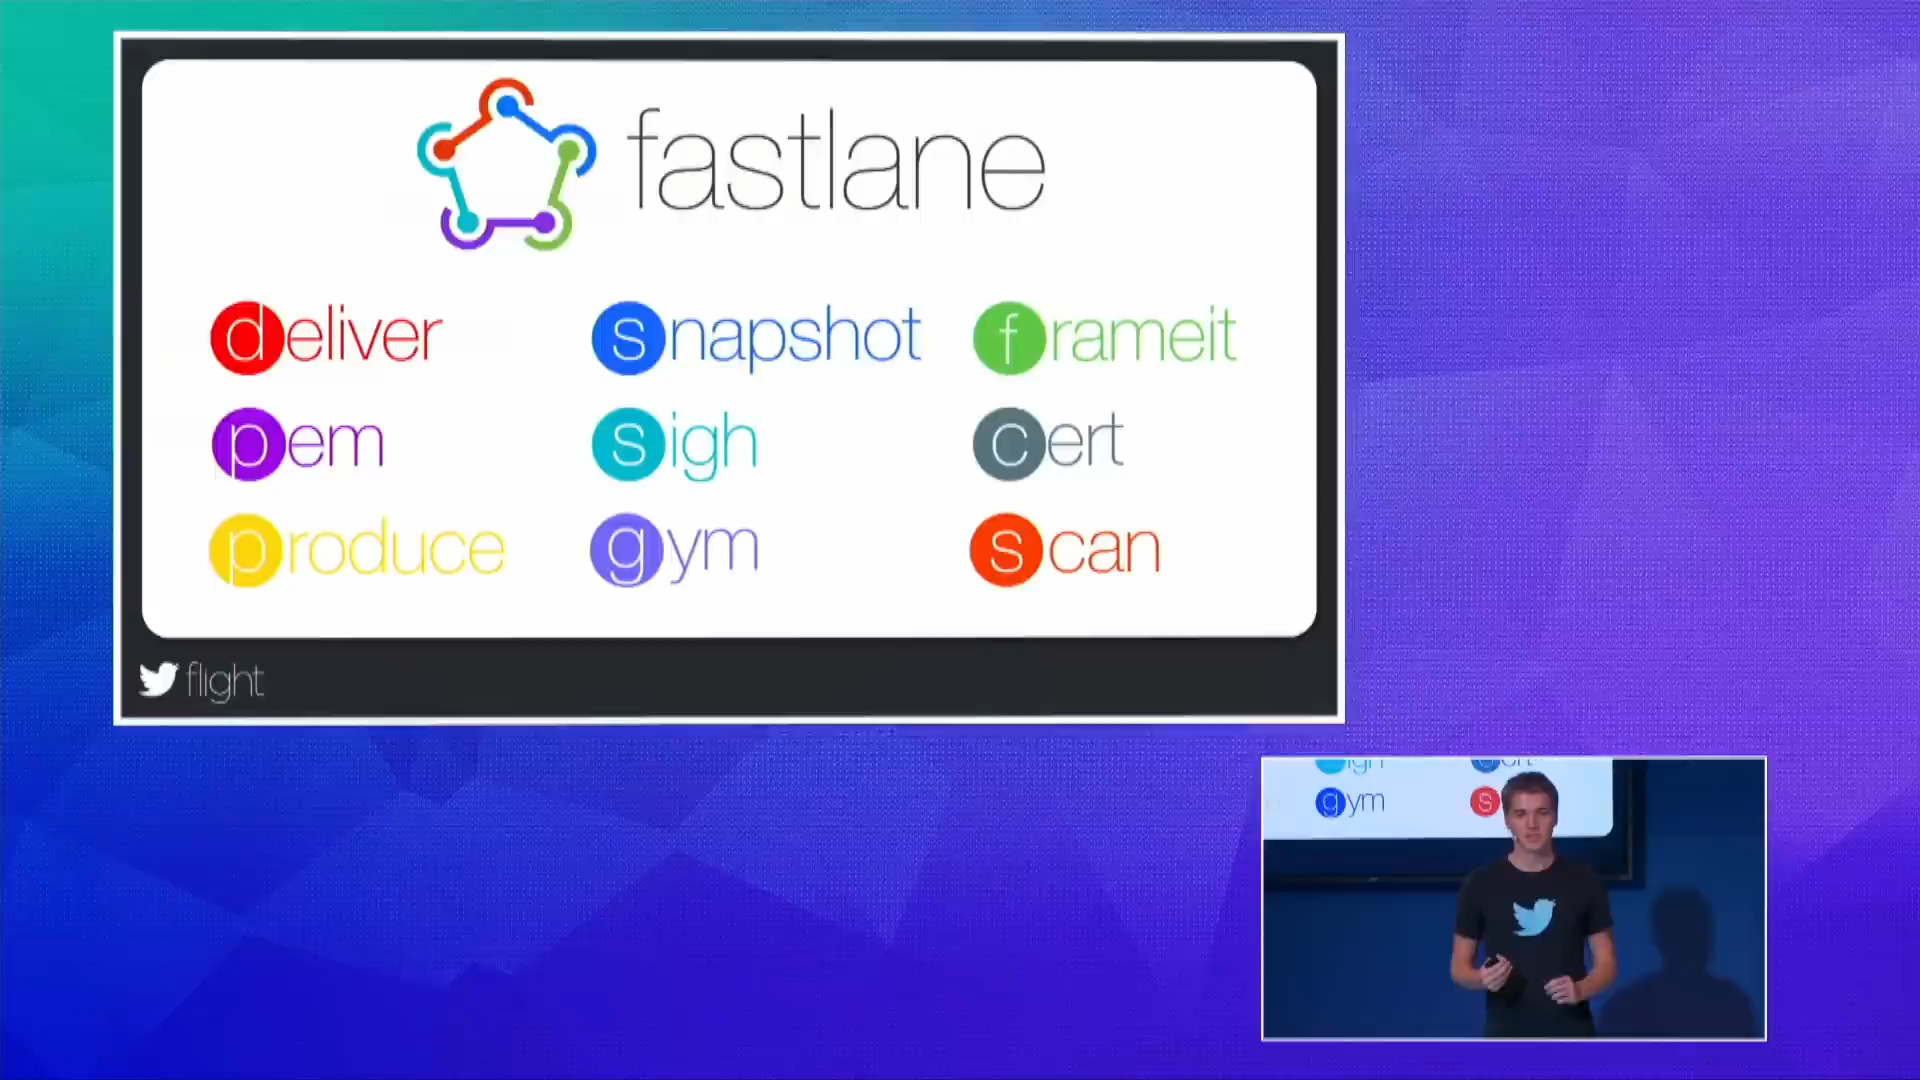 fastlane
deliver snapshot frameit
pem sigh cert
produce gym scan
flight
gym s